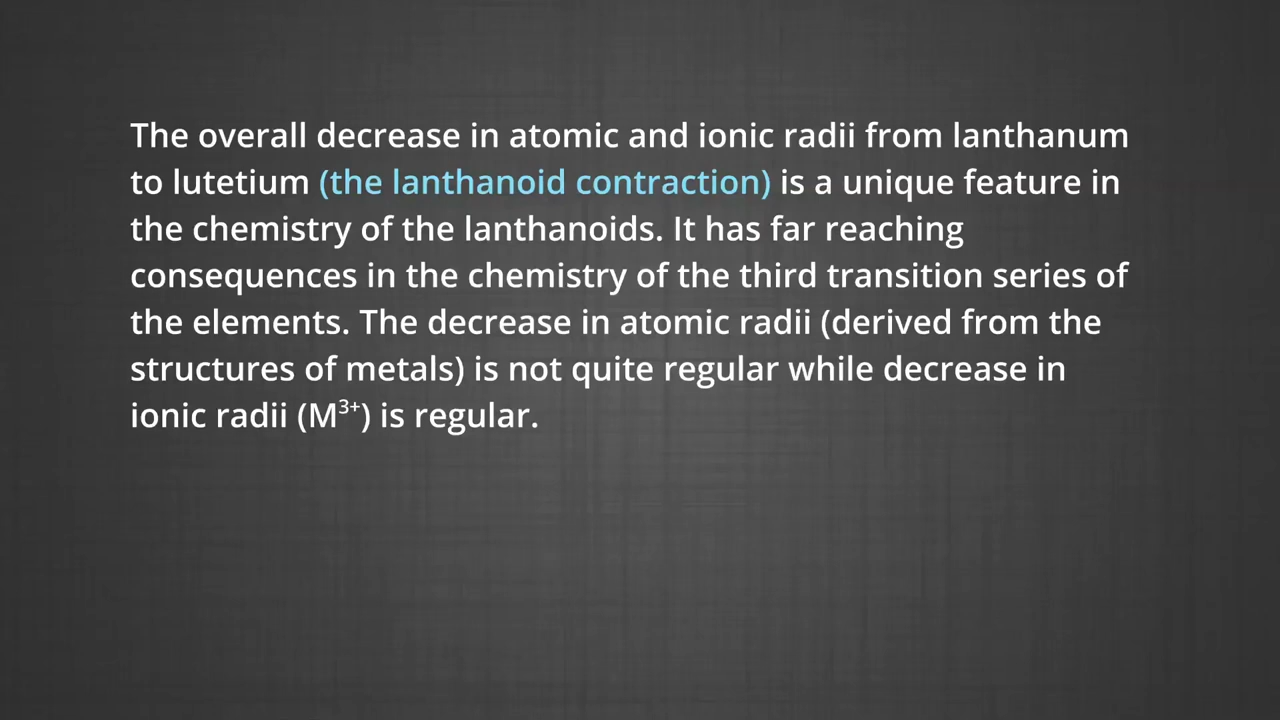 The overall decrease in atomic and ionic radii from lanthanum
to lutetium (the lanthanoid contraction) is a unique feature in
the chemistry of the lanthanoids. It has far reaching
consequences in the chemistry of the third transition series of
the elements. The decrease in atomic radii (derived from the
structures of metals) is not quite regular while decrease in
ionic radii (M³⁺) is regular.